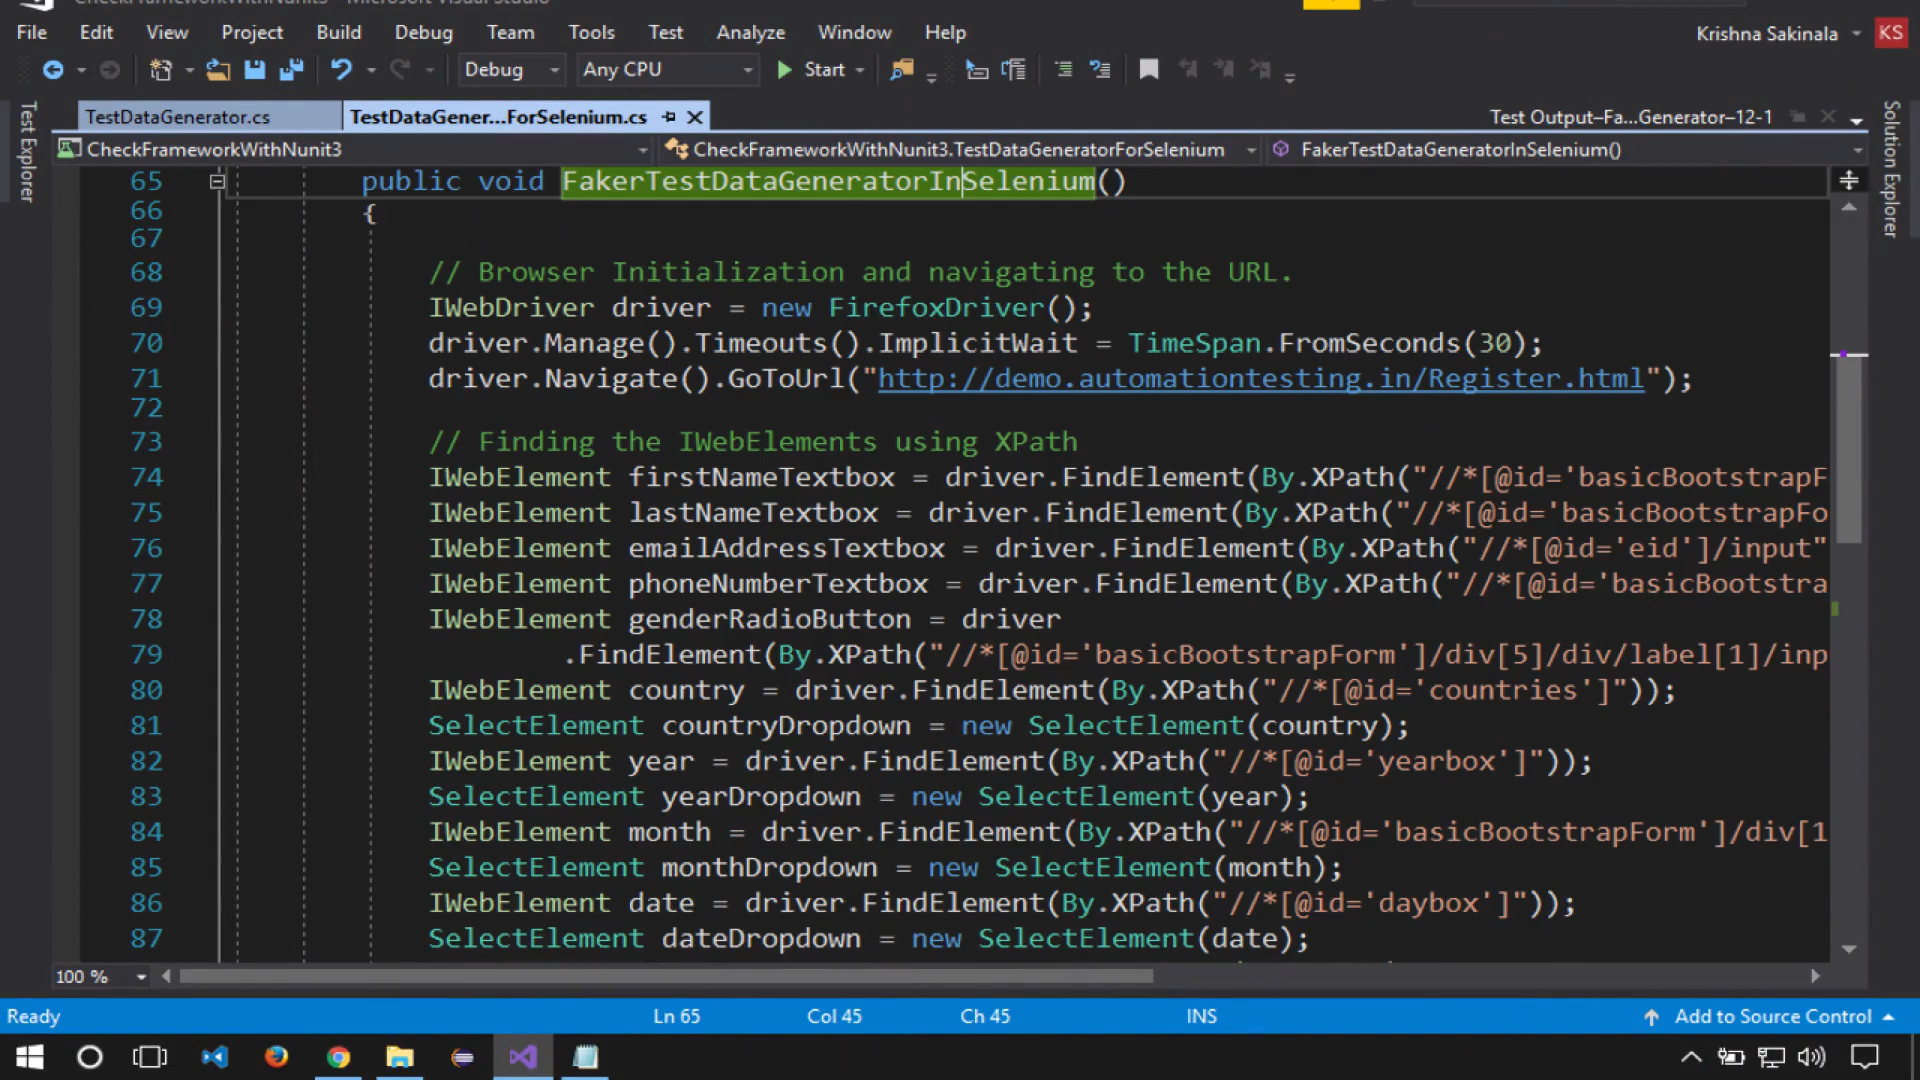 CheckFrameworkWithNunit3 - Microsoft Visual Studio
File Edit View Project Build Debug Team Tools Test Analyze Window Help Krishna Sakinala KS
Debug Any CPU Start
Test Explorer
TestDataGenerator.cs TestDataGener...ForSelenium.cs Test Output–Fa...Generator–12-1
Solution Explorer
CheckFrameworkWithNunit3 CheckFrameworkWithNunit3.TestDataGeneratorForSelenium FakerTestDataGeneratorInSelenium()
65 public void FakerTestDataGeneratorInSelenium()
66 {
67
68 // Browser Initialization and navigating to the URL.
69 IWebDriver driver = new FirefoxDriver();
70 driver.Manage().Timeouts().ImplicitWait = TimeSpan.FromSeconds(30);
71 driver.Navigate().GoToUrl("http://demo.automationtesting.in/Register.html");
72
73 // Finding the IWebElements using XPath
74 IWebElement firstNameTextbox = driver.FindElement(By.XPath("//*[@id='basicBootstrapF
75 IWebElement lastNameTextbox = driver.FindElement(By.XPath("//*[@id='basicBootstrapFo
76 IWebElement emailAddressTextbox = driver.FindElement(By.XPath("//*[@id='eid']/input"
77 IWebElement phoneNumberTextbox = driver.FindElement(By.XPath("//*[@id='basicBootstra
78 IWebElement genderRadioButton = driver
79 .FindElement(By.XPath("//*[@id='basicBootstrapForm']/div[5]/div/label[1]/inp
80 IWebElement country = driver.FindElement(By.XPath("//*[@id='countries']"));
81 SelectElement countryDropdown = new SelectElement(country);
82 IWebElement year = driver.FindElement(By.XPath("//*[@id='yearbox']"));
83 SelectElement yearDropdown = new SelectElement(year);
84 IWebElement month = driver.FindElement(By.XPath("//*[@id='basicBootstrapForm']/div[1
85 SelectElement monthDropdown = new SelectElement(month);
86 IWebElement date = driver.FindElement(By.XPath("//*[@id='daybox']"));
87 SelectElement dateDropdown = new SelectElement(date);
100 %
Ready Ln 65 Col 45 Ch 45 INS Add to Source Control